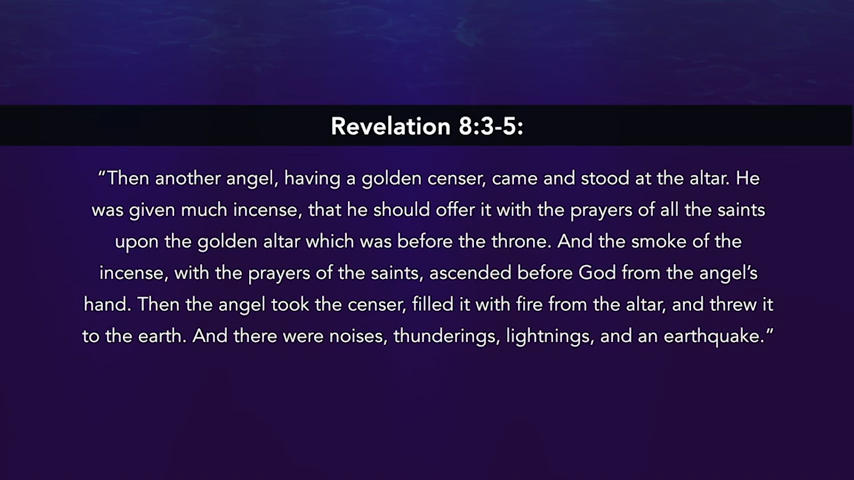 Revelation 8:3-5:
“Then another angel, having a golden censer, came and stood at the altar. He
was given much incense, that he should offer it with the prayers of all the saints
upon the golden altar which was before the throne. And the smoke of the
incense, with the prayers of the saints, ascended before God from the angel’s
hand. Then the angel took the censer, filled it with fire from the altar, and threw it
to the earth. And there were noises, thunderings, lightnings, and an earthquake.”